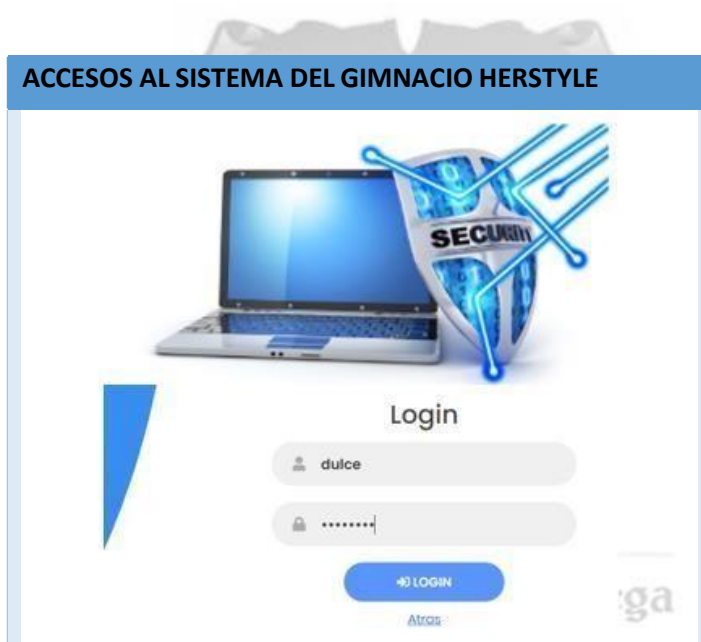 ACCESOS AL SISTEMA DEL GIMNACIO HERSTYLE
SECURITY
Login
dulce
••••••••
LOGIN
Atras
ga